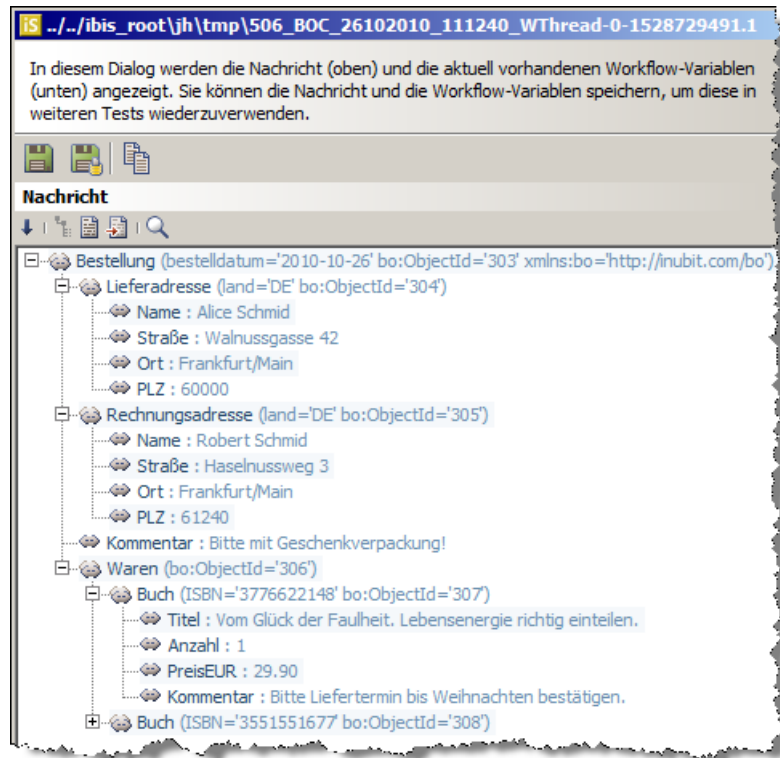 iS ../../ibis_root\jh\tmp\506_BOC_26102010_111240_WThread-0-1528729491.1
In diesem Dialog werden die Nachricht (oben) und die aktuell vorhandenen Workflow-Variablen
(unten) angezeigt. Sie können die Nachricht und die Workflow-Variablen speichern, um diese in
weiteren Tests wiederzuverwenden.
Nachricht
Bestellung (bestelldatum='2010-10-26' bo:ObjectId='303' xmlns:bo='http://inubit.com/bo')
Lieferadresse (land='DE' bo:ObjectId='304')
Name : Alice Schmid
Straße : Walnussgasse 42
Ort : Frankfurt/Main
PLZ : 60000
Rechnungsadresse (land='DE' bo:ObjectId='305')
Name : Robert Schmid
Straße : Haselnussweg 3
Ort : Frankfurt/Main
PLZ : 61240
Kommentar : Bitte mit Geschenkverpackung!
Waren (bo:ObjectId='306')
Buch (ISBN='3776622148' bo:ObjectId='307')
Titel : Vom Glück der Faulheit. Lebensenergie richtig einteilen.
Anzahl : 1
PreisEUR : 29.90
Kommentar : Bitte Liefertermin bis Weihnachten bestätigen.
Buch (ISBN='3551551677' bo:ObjectId='308')